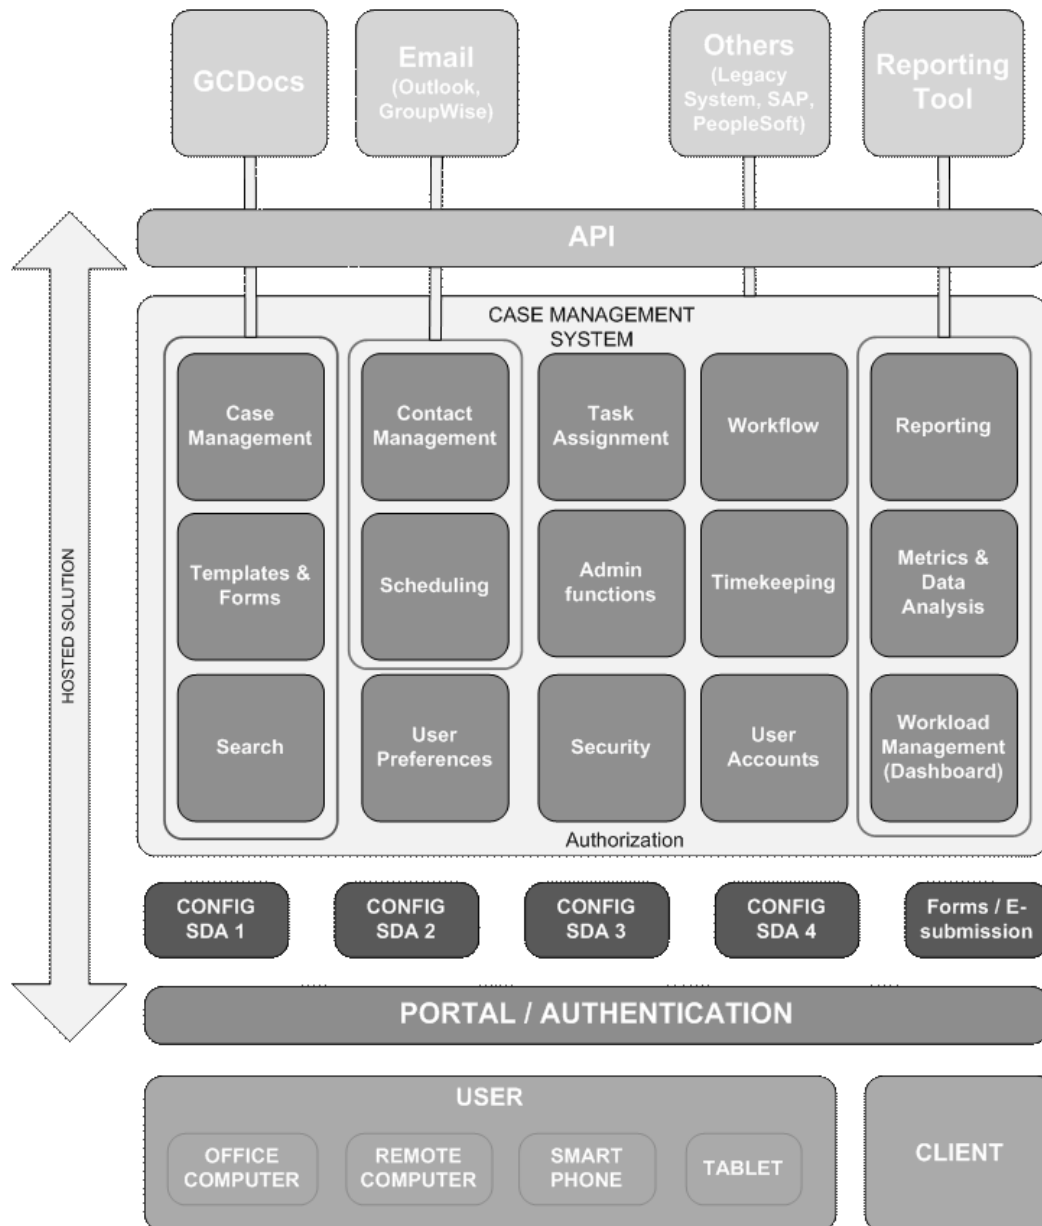 GCDocs
Email
(Outlook,
GroupWise)
Others
(Legacy
System, SAP,
PeopleSoft)
Reporting
Tool
API
HOSTED SOLUTION
CASE MANAGEMENT
SYSTEM
Case
Management
Contact
Management
Task
Assignment
Workflow
Reporting
Templates &
Forms
Scheduling
Admin
functions
Timekeeping
Metrics &
Data
Analysis
Search
User
Preferences
Security
User
Accounts
Workload
Management
(Dashboard)
Authorization
CONFIG
SDA 1
CONFIG
SDA 2
CONFIG
SDA 3
CONFIG
SDA 4
Forms / E-
submission
PORTAL / AUTHENTICATION
USER
OFFICE
COMPUTER
REMOTE
COMPUTER
SMART
PHONE
TABLET
CLIENT